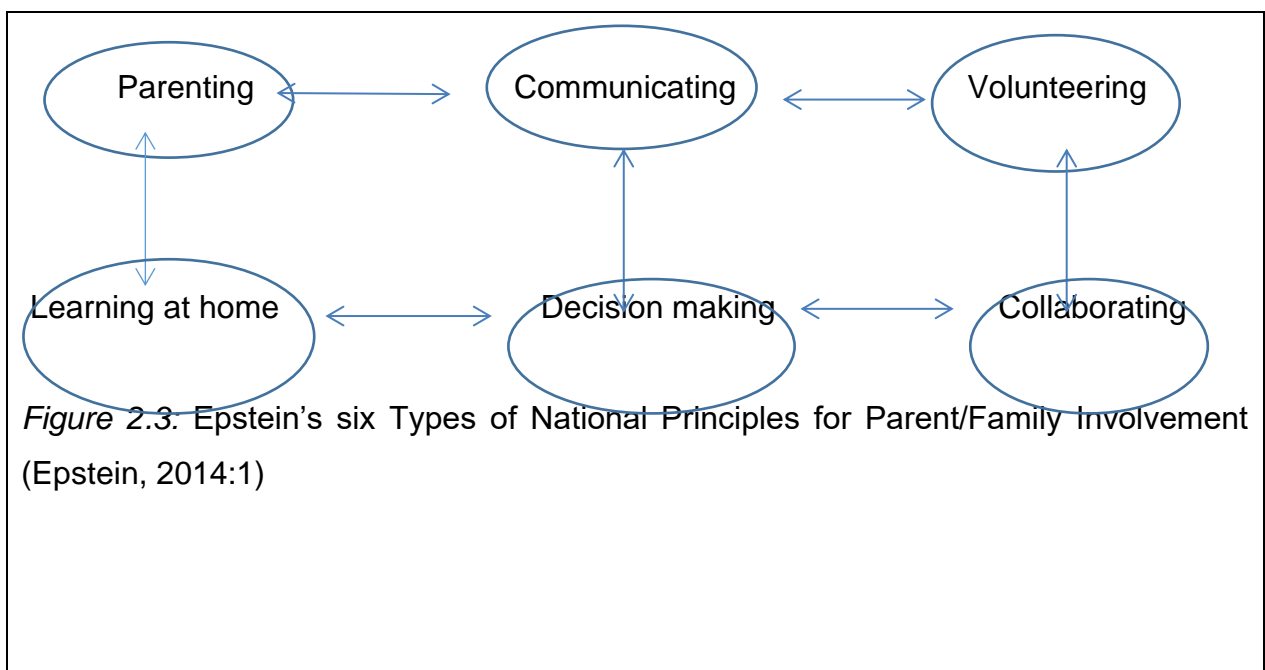 Parenting Communicating Volunteering
Learning at home Decision making Collaborating
Figure 2.3: Epstein’s six Types of National Principles for Parent/Family Involvement
(Epstein, 2014:1)